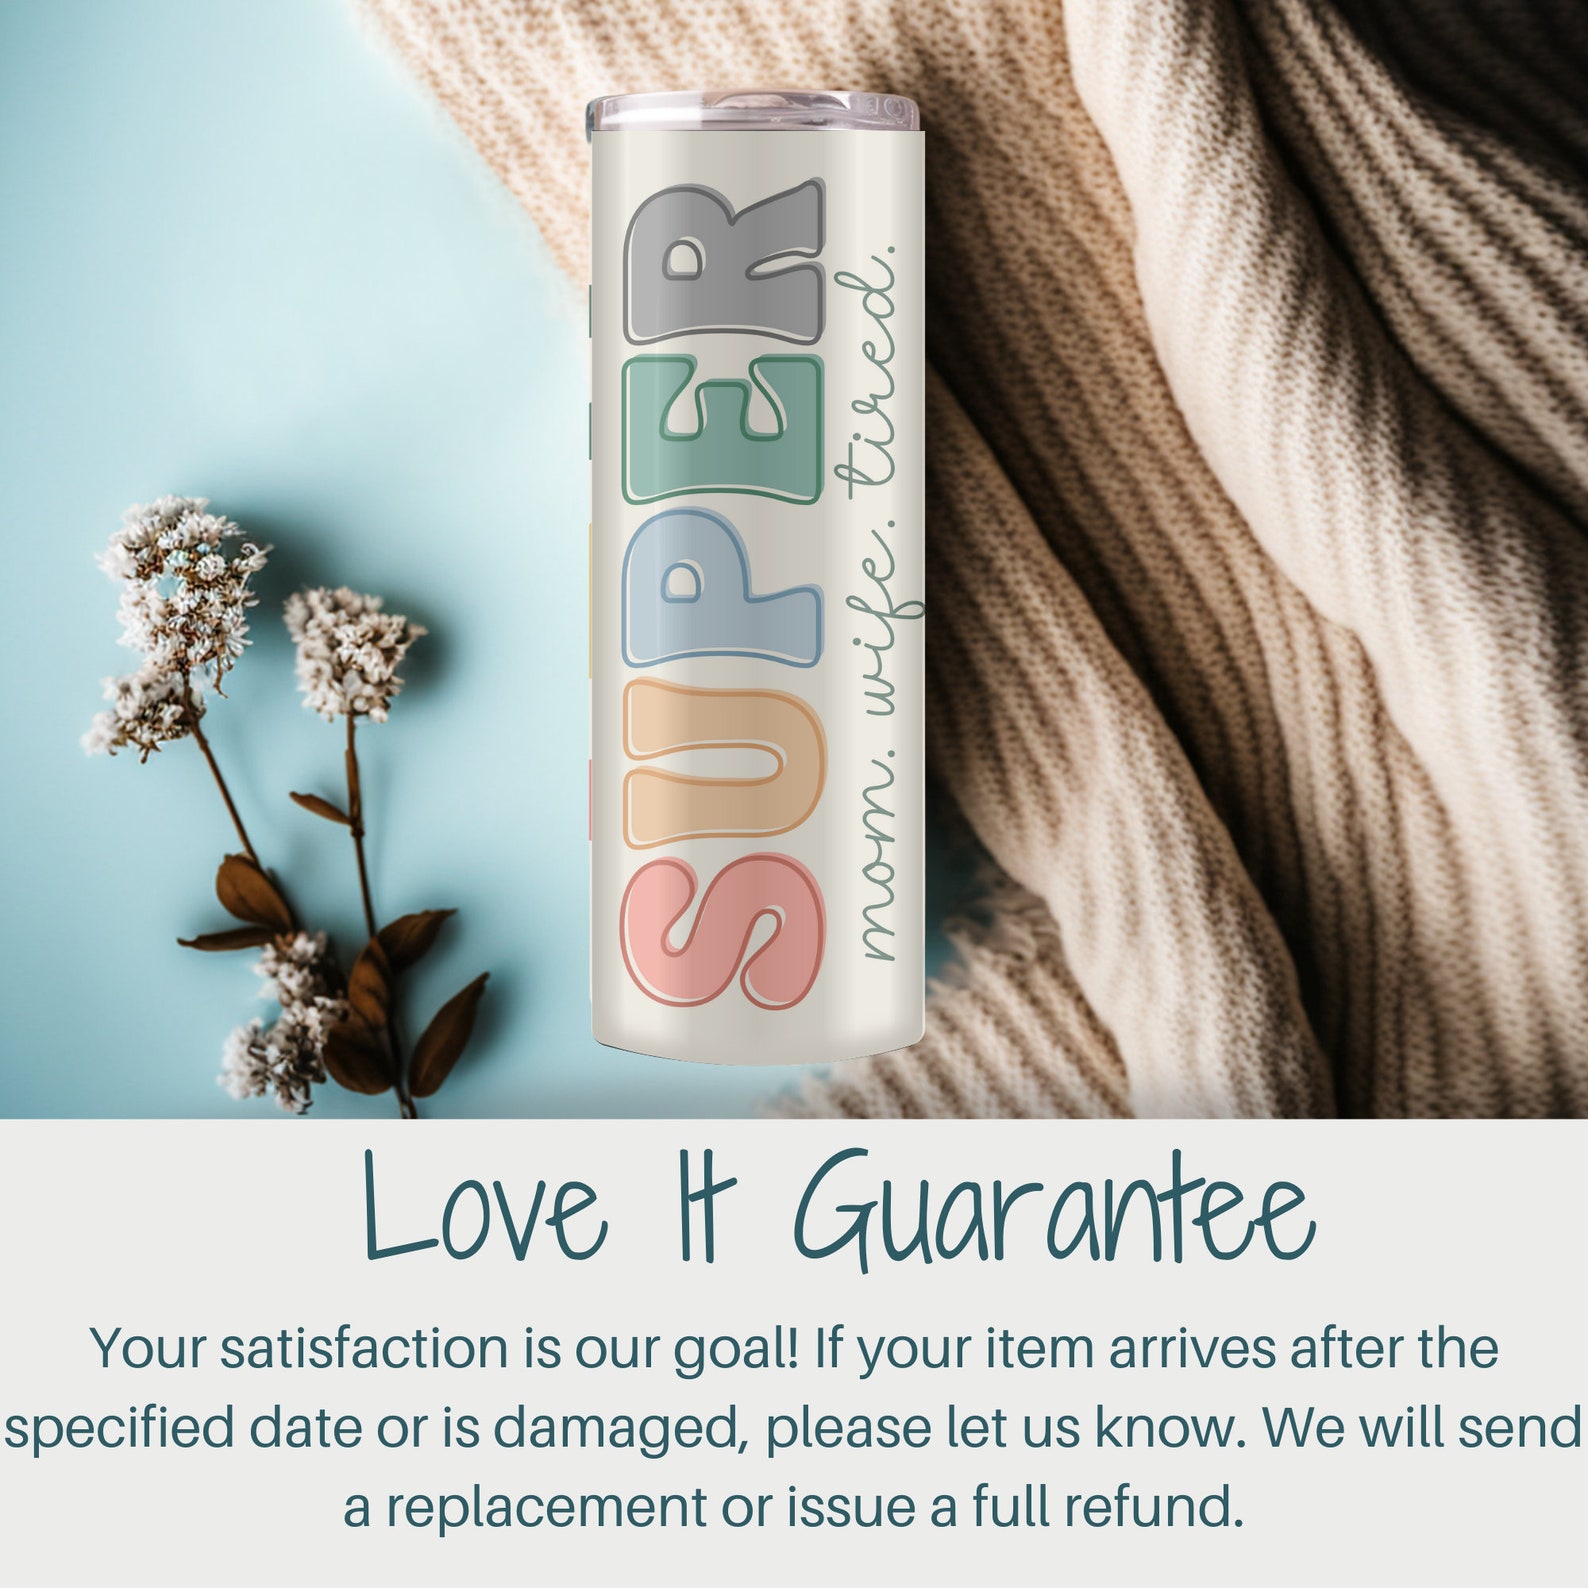 SUPER
mom. wife. tired.
Love It Guarantee
Your satisfaction is our goal! If your item arrives after the
specified date or is damaged, please let us know. We will send
a replacement or issue a full refund.